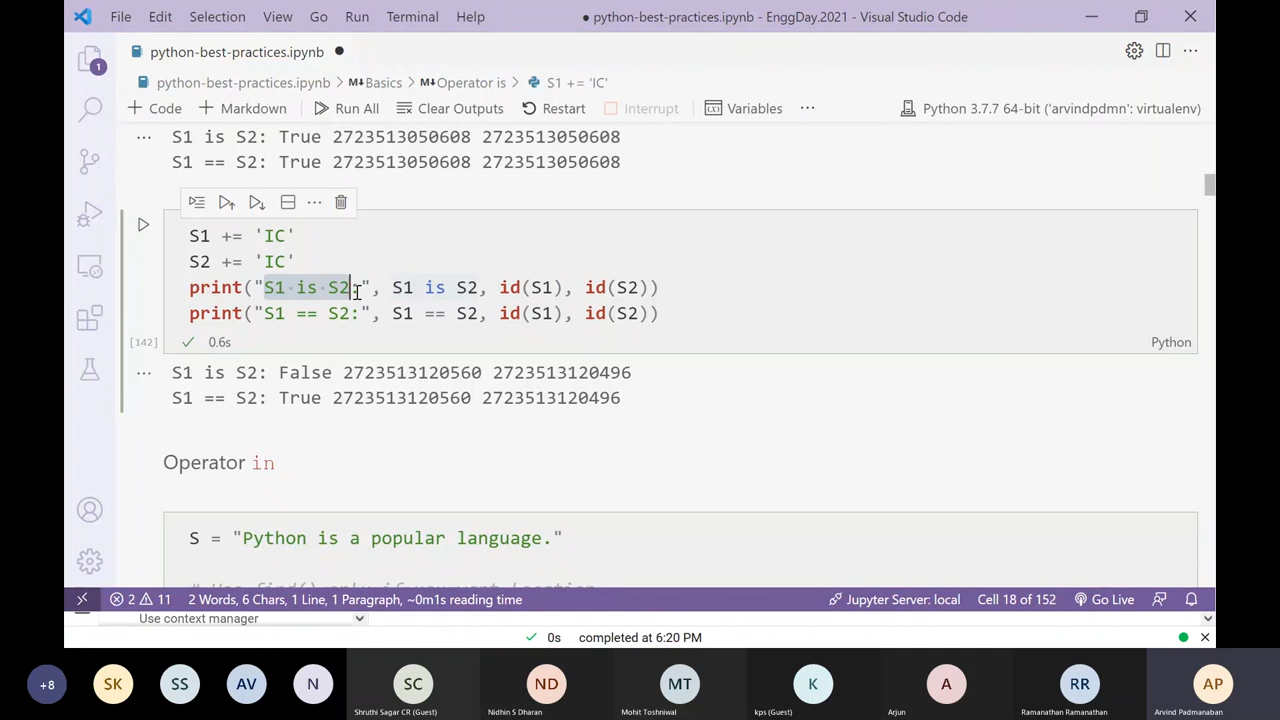 File Edit Selection View Go Run Terminal Help ● python-best-practices.ipynb - EnggDay.2021 - Visual Studio Code
python-best-practices.ipynb
python-best-practices.ipynb > M↓Basics > M↓Operator is > S1 += 'IC'
+ Code + Markdown Run All Clear Outputs Restart Interrupt Variables ... Python 3.7.7 64-bit ('arvindpdmn': virtualenv)
1
... S1 is S2: True 2723513050608 2723513050608
S1 == S2: True 2723513050608 2723513050608
S1 += 'IC'
S2 += 'IC'
print("S1 is S2:", S1 is S2, id(S1), id(S2))
print("S1 == S2:", S1 == S2, id(S1), id(S2))
[142] 0.6s Python
... S1 is S2: False 2723513120560 2723513120496
S1 == S2: True 2723513120560 2723513120496
Operator in
S = "Python is a popular language."
# Use find() only if you want location
2 11 2 Words, 6 Chars, 1 Line, 1 Paragraph, ~0m1s reading time Jupyter Server: local Cell 18 of 152 Go Live
Use context manager
0s completed at 6:20 PM
+8 SK SS AV N SC ND MT K A RR AP
Shruthi Sagar CR (Guest) Nidhin S Dharan Mohit Toshniwal kps (Guest) Arjun Ramanathan Ramanathan Arvind Padmanaban